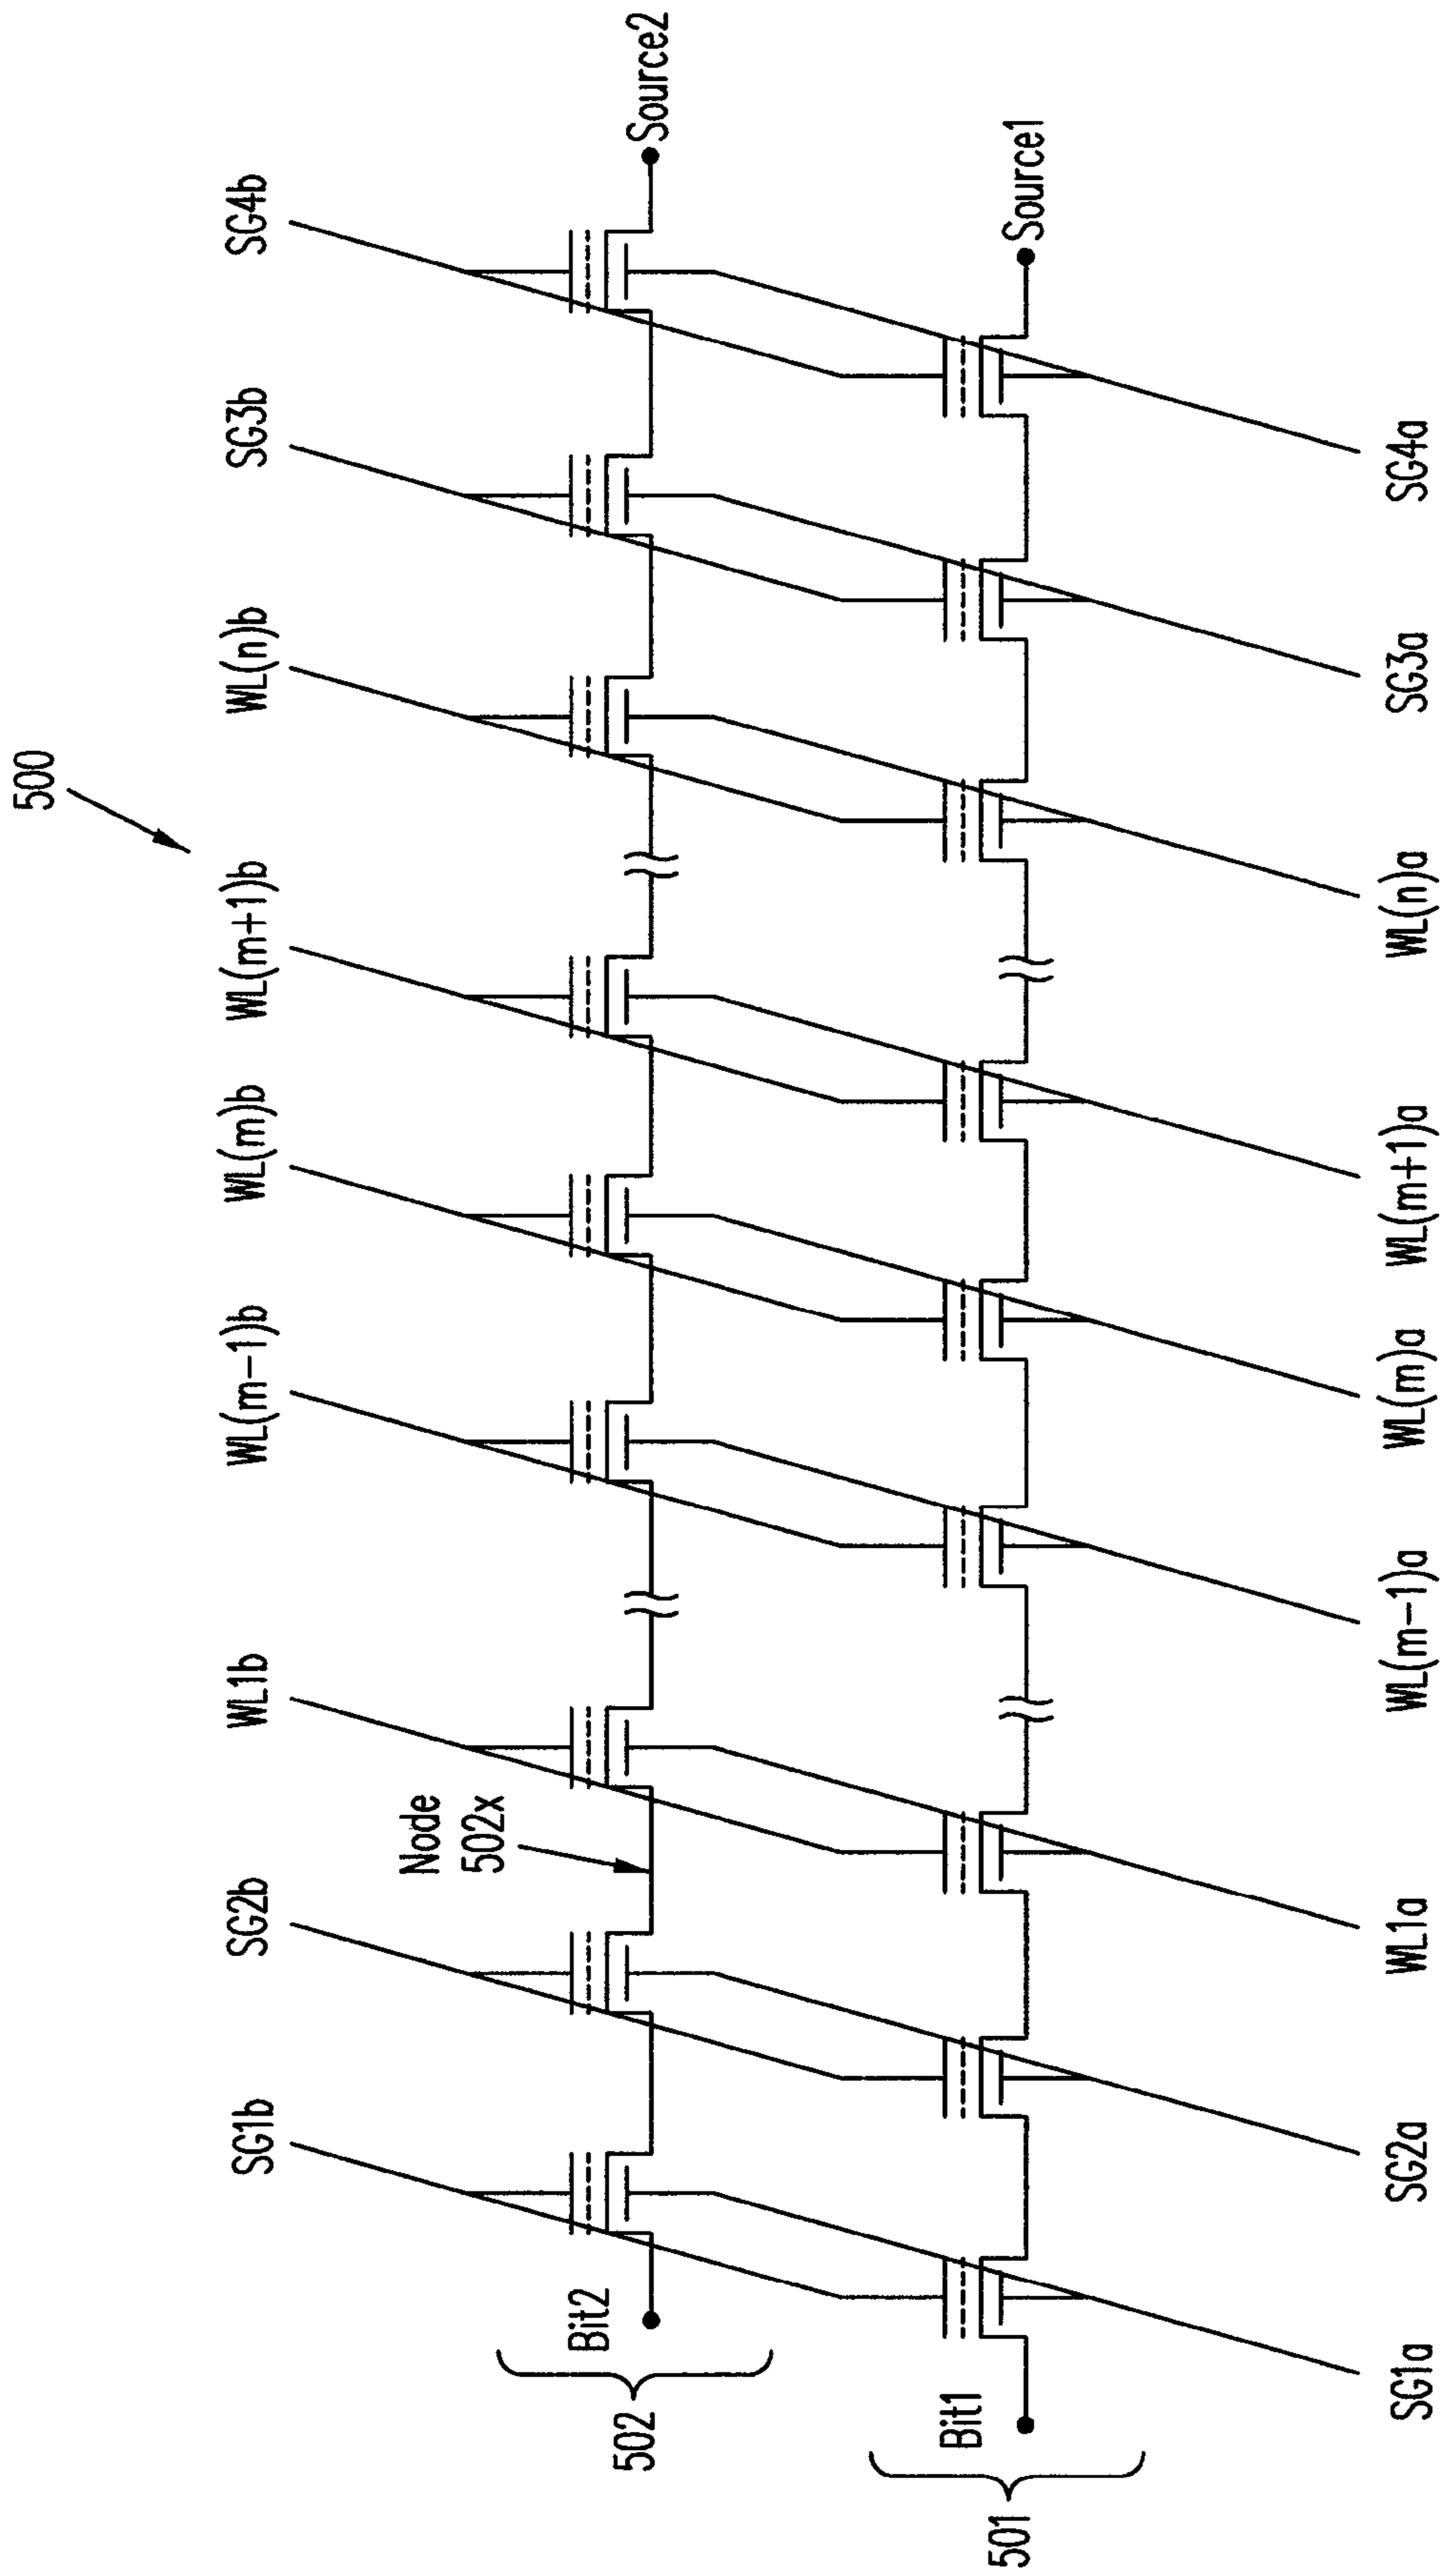 500
SG1b
SG2b
WL1b
WL(m-1)b
WL(m)b
WL(m+1)b
WL(n)b
SG3b
SG4b
Node
502x
502
Bit2
Source2
501
Bit1
Source1
SG1a
SG2a
WL1a
WL(m-1)a
WL(m)a
WL(m+1)a
WL(n)a
SG3a
SG4a